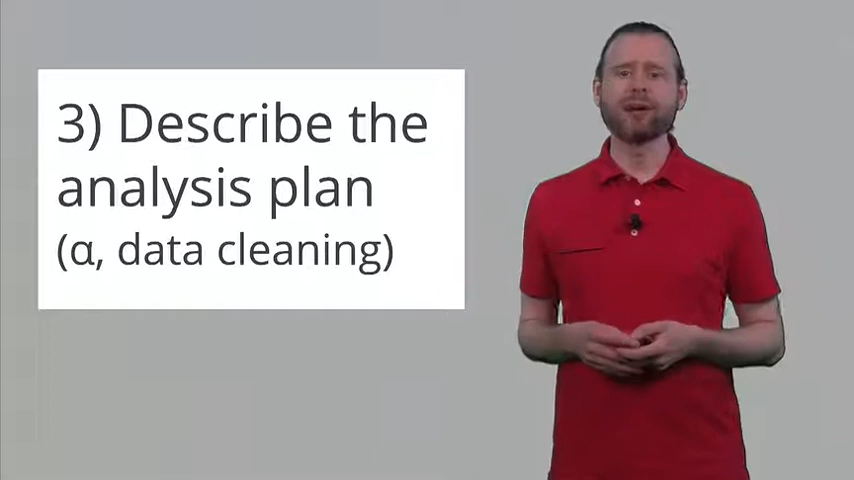 3) Describe the
analysis plan
(α, data cleaning)